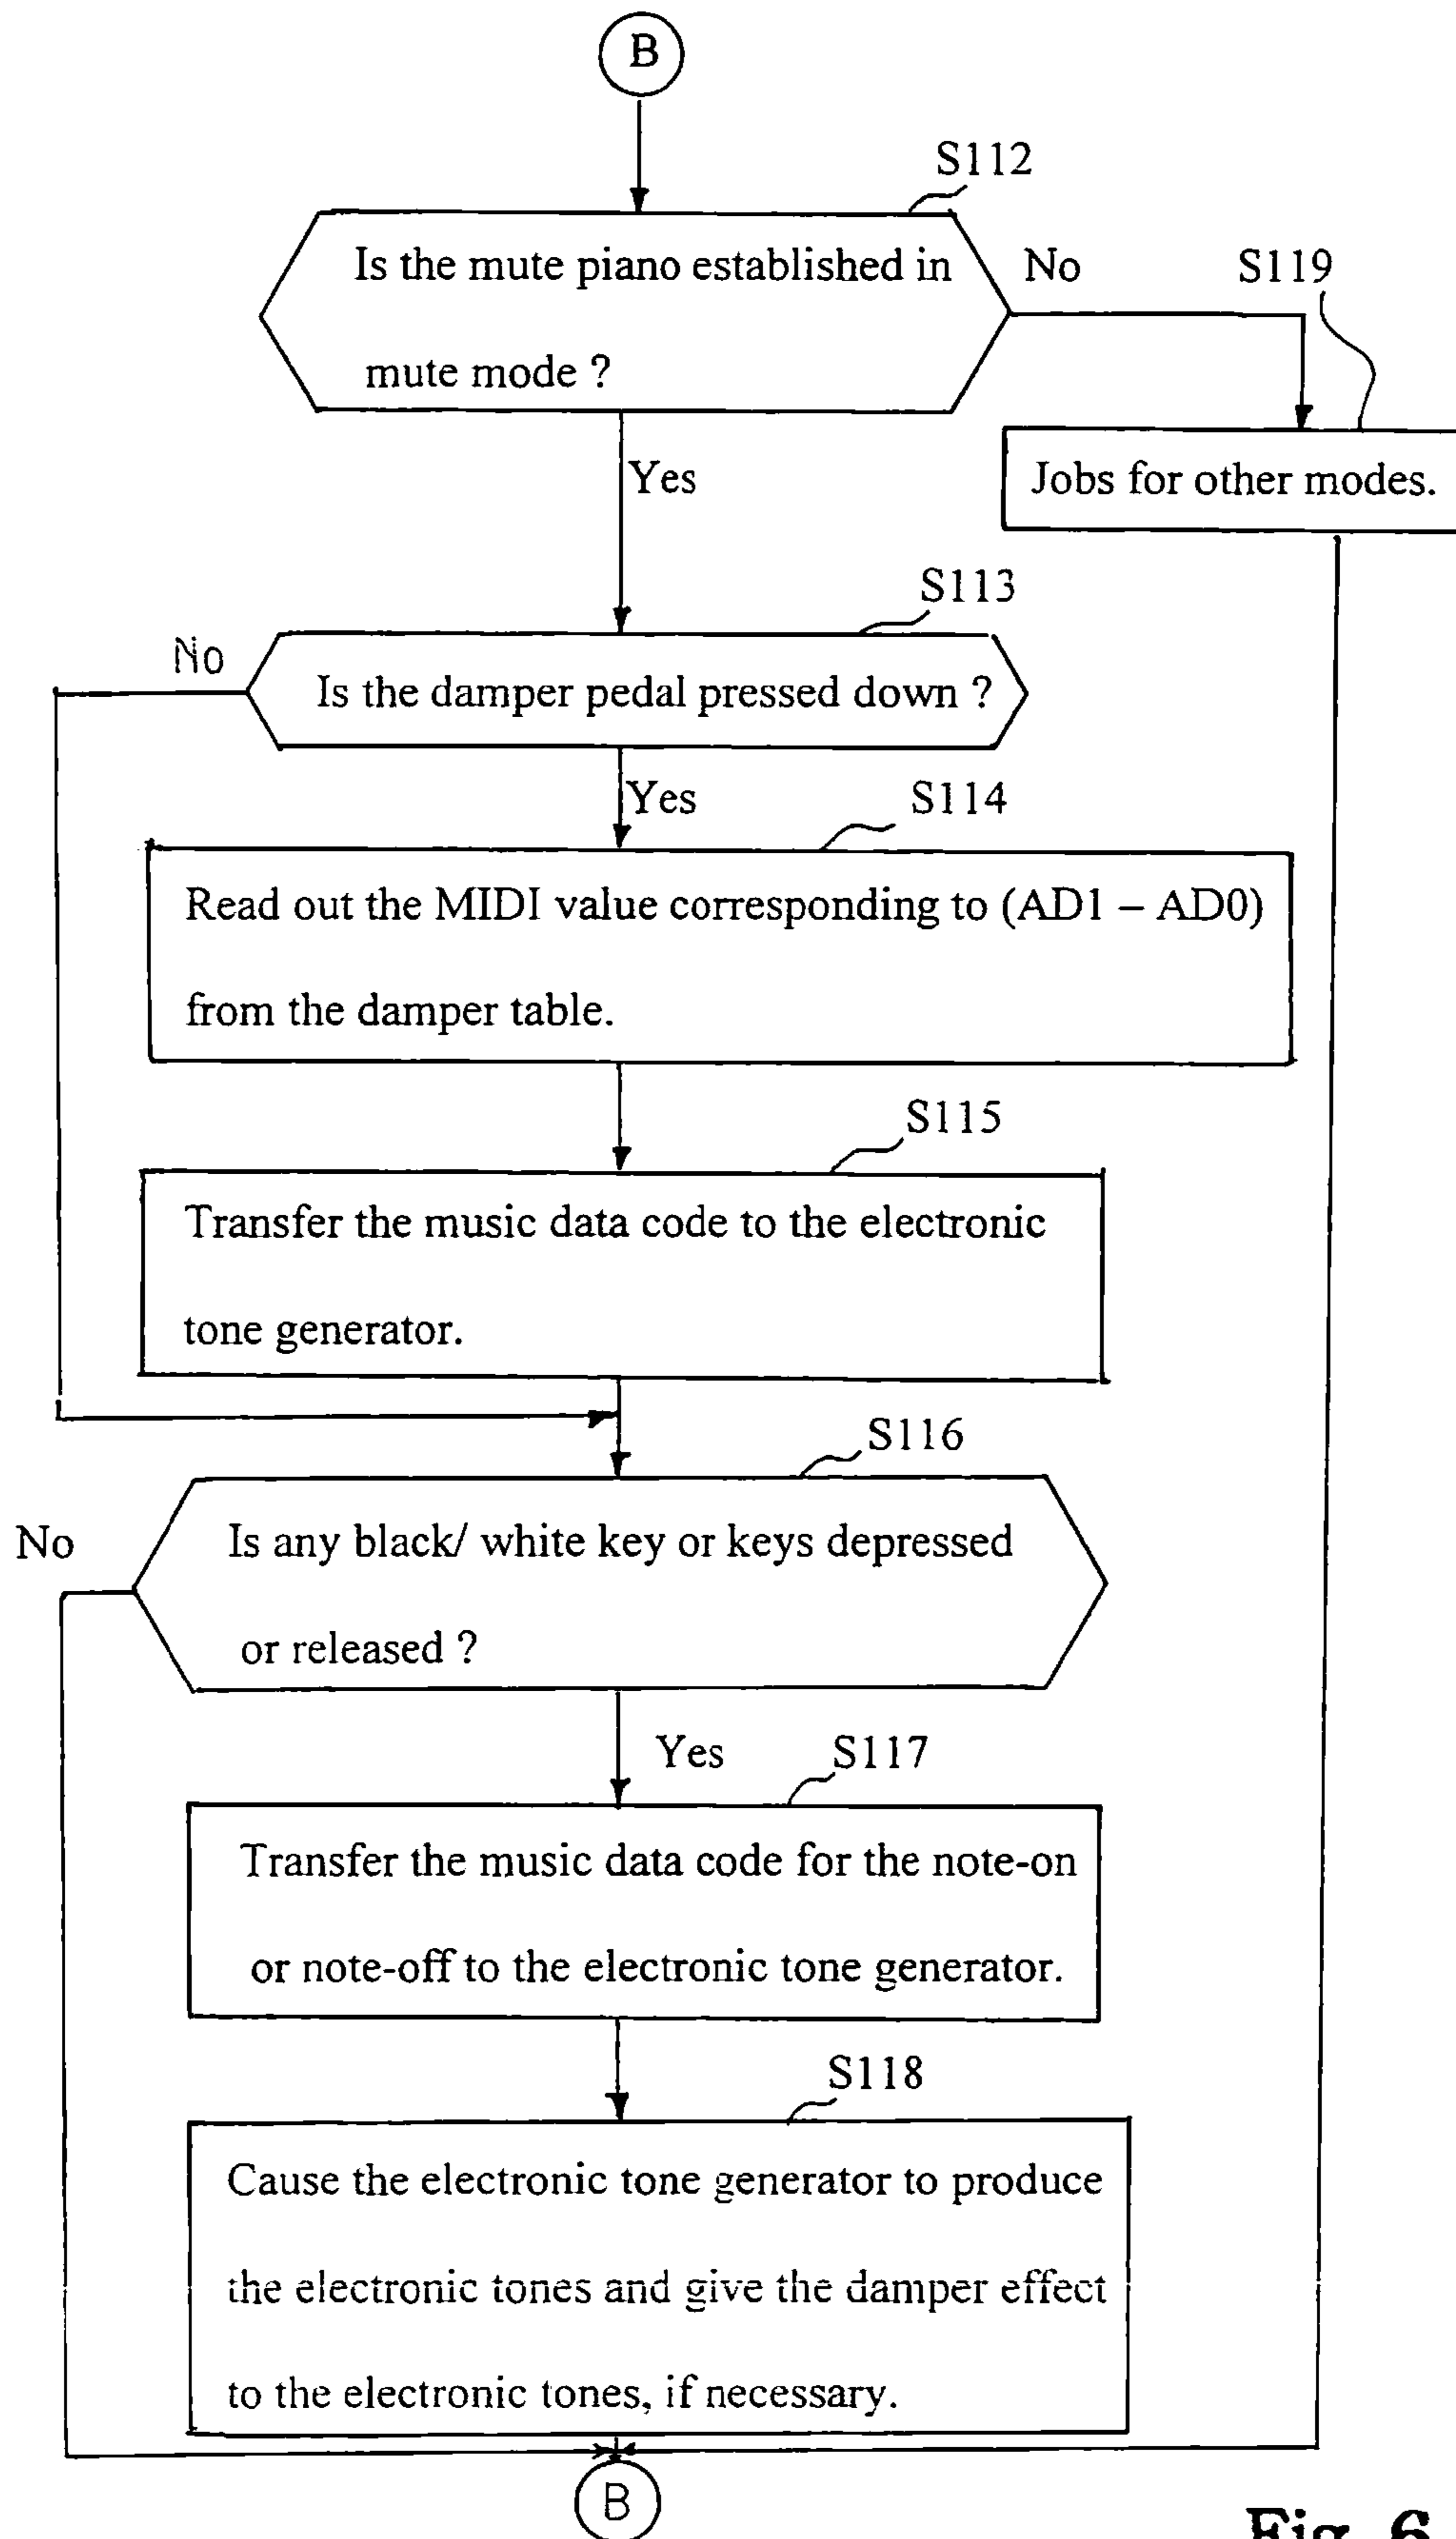 B
S112
Is the mute piano established in
mute mode ?
No
S119
Yes
Jobs for other modes.
S113
No
Is the damper pedal pressed down ?
Yes
S114
Read out the MIDI value corresponding to (AD1 – AD0)
from the damper table.
S115
Transfer the music data code to the electronic
tone generator.
S116
No
Is any black/ white key or keys depressed
or released ?
Yes
S117
Transfer the music data code for the note-on
or note-off to the electronic tone generator.
S118
Cause the electronic tone generator to produce
the electronic tones and give the damper effect
to the electronic tones, if necessary.
B
Fig. 6